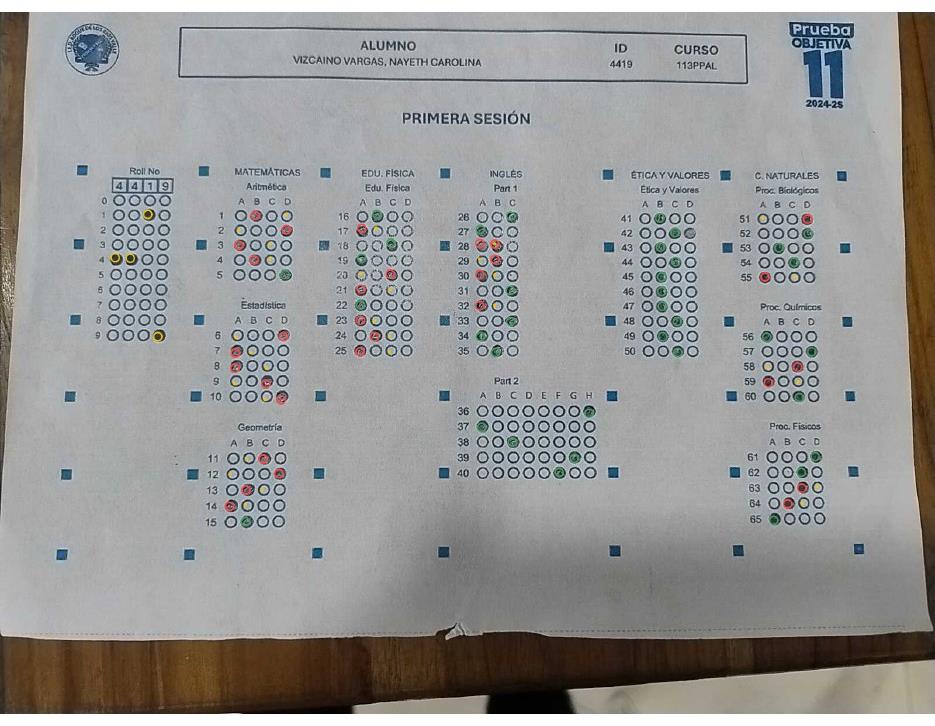 Prueba
OBJETIVA
11
2024-2S
ALUMNO ID CURSO
VIZCAINO VARGAS, NAYETH CAROLINA 4419 113PPAL
PRIMERA SESIÓN
Roll No
4 4 1 9
0
1
2
3
4
5
6
7
8
9
MATEMÁTICAS
Aritmética
A B C D
1
2
3
4
5
Estadística
A B C D
6
7
8
9
10
Geometría
A B C D
11
12
13
14
15
EDU. FÍSICA
Edu. Física
A B C D
16
17
18
19
20
21
22
23
24
25
INGLÉS
Part 1
A B C
26
27
28
29
30
31
32
33
34
35
Part 2
A B C D E F G H
36
37
38
39
40
ÉTICA Y VALORES
Ética y Valores
A B C D
41
42
43
44
45
46
47
48
49
50
C. NATURALES
Proc. Biológicos
A B C D
51
52
53
54
55
Proc. Químicos
A B C D
56
57
58
59
60
Proc. Físicos
A B C D
61
62
63
64
65